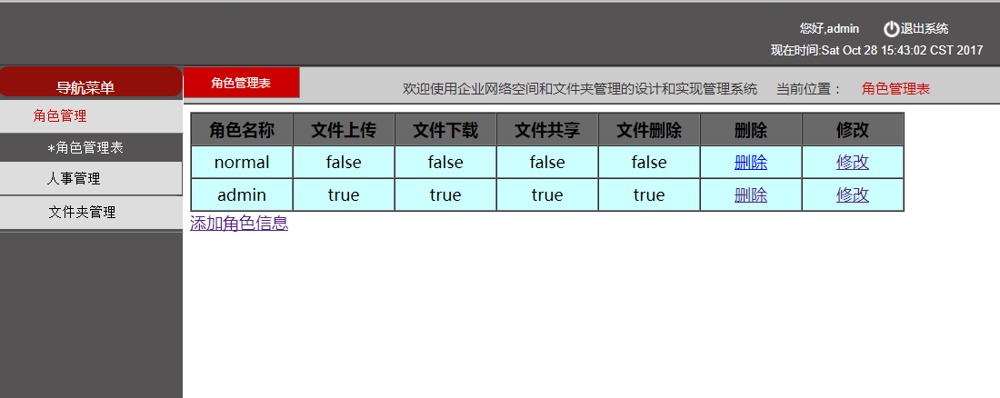 您好,admin 退出系统
现在时间:Sat Oct 28 15:43:02 CST 2017
导航菜单
角色管理
*角色管理表
人事管理
文件夹管理
角色管理表 欢迎使用企业网络空间和文件夹管理的设计和实现管理系统 当前位置： 角色管理表
角色名称 文件上传 文件下载 文件共享 文件删除 删除 修改
normal false false false false 删除 修改
admin true true true true 删除 修改
添加角色信息